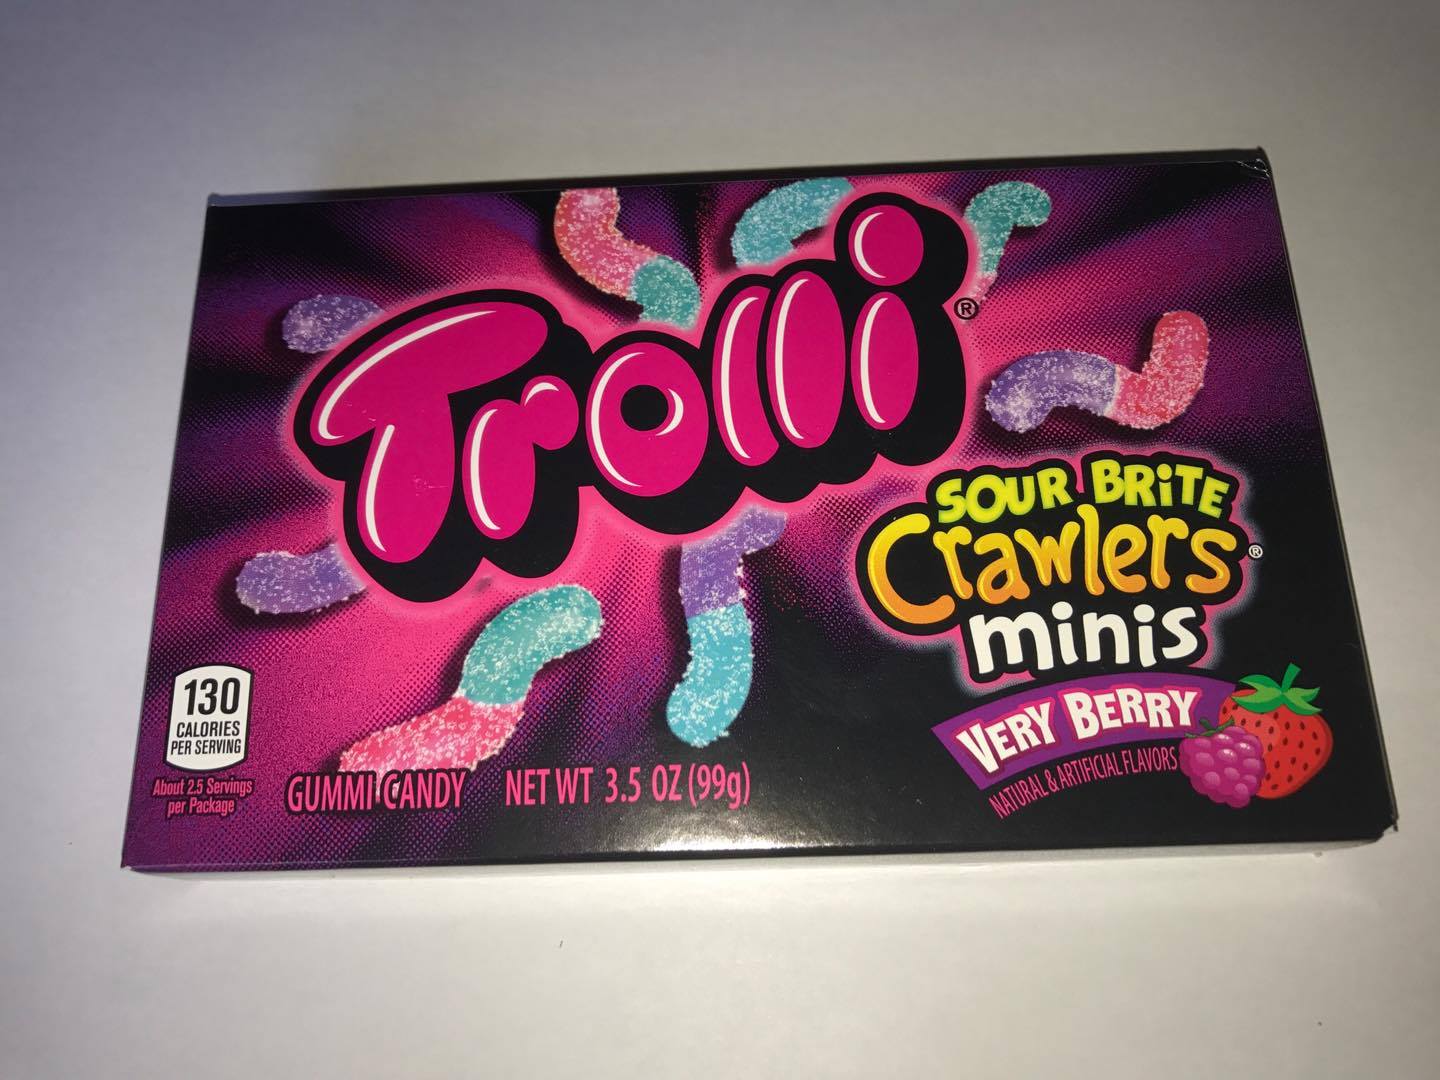 Trolli®
SOUR BRiTE
Crawlers®
minis
VERY BERRY
NATURAL & ARTIFICIAL FLAVORS
130
CALORIES
PER SERVING
About 2.5 Servings
per Package
GUMMI CANDY NET WT 3.5 OZ (99g)